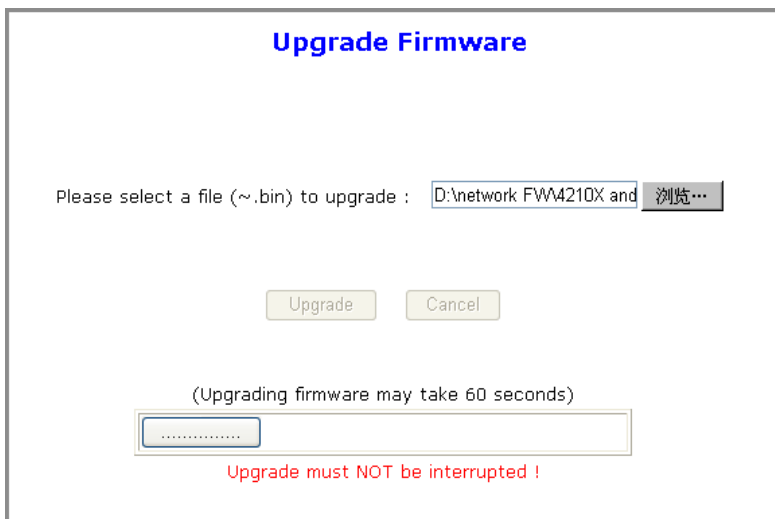 Upgrade Firmware
Please select a file (~.bin) to upgrade : D:\network FW\4210X and 浏览…
Upgrade Cancel
(Upgrading firmware may take 60 seconds)
...............
Upgrade must NOT be interrupted !